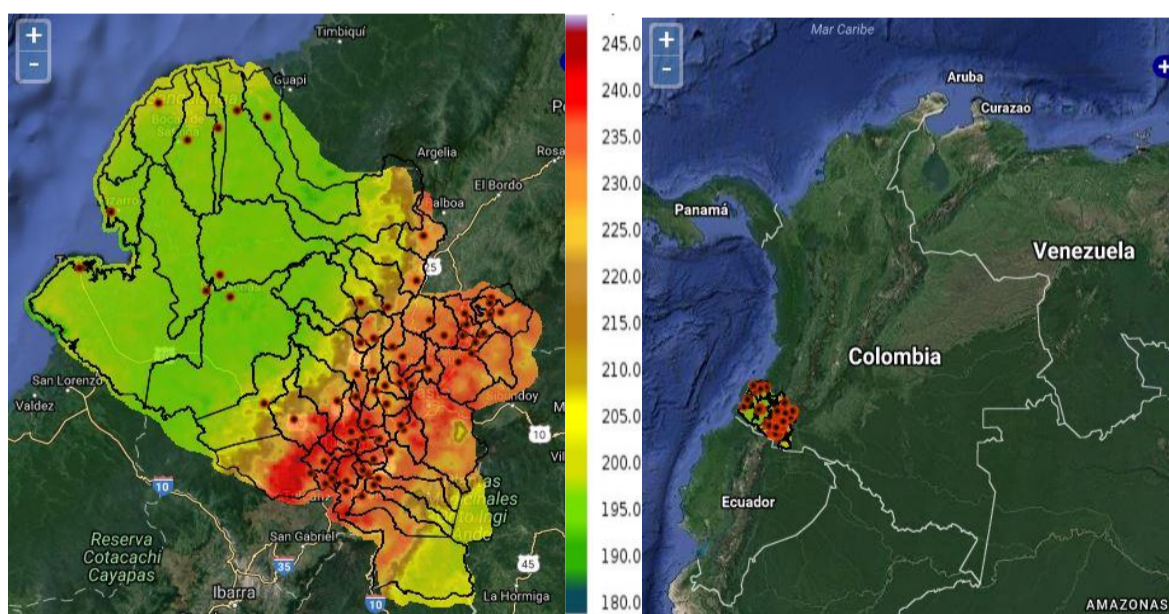 +
-
Timbiquí
Guapi
Argelia
Rosa
El Bordo
Balboa
25
San Lorenzo
Valdez
Sibundoy
10
10
San Gabriel
Reserva
Cotacachi
Cayapas
35
45
Ibarra
10
La Hormiga
245.0
240.0
235.0
230.0
225.0
220.0
215.0
210.0
205.0
200.0
195.0
190.0
185.0
180.0
+
-
Mar Caribe
+
Aruba
Curazao
Panamá
Venezuela
Colombia
Ecuador
AMAZONAS